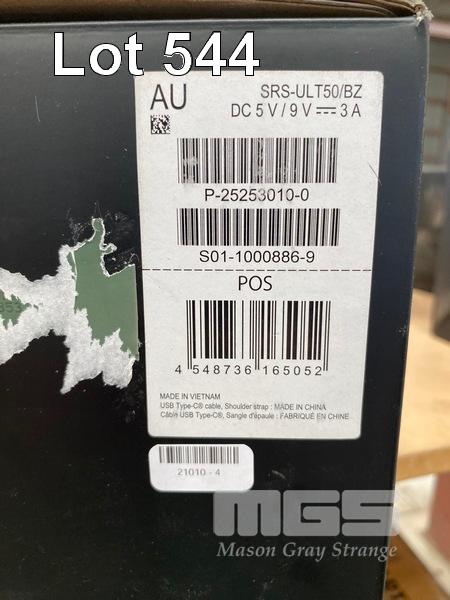 Lot 544
AU
SRS-ULT50/BZ
DC 5 V / 9 V ⎓ 3 A
P-25253010-0
S01-1000886-9
POS
4 548736 165052
MADE IN VIETNAM
USB Type-C® cable, Shoulder strap : MADE IN CHINA
Câble USB Type-C®, Sangle d'épaule : FABRIQUÉ EN CHINE
21010 - 4
MGS
Mason Gray Strange